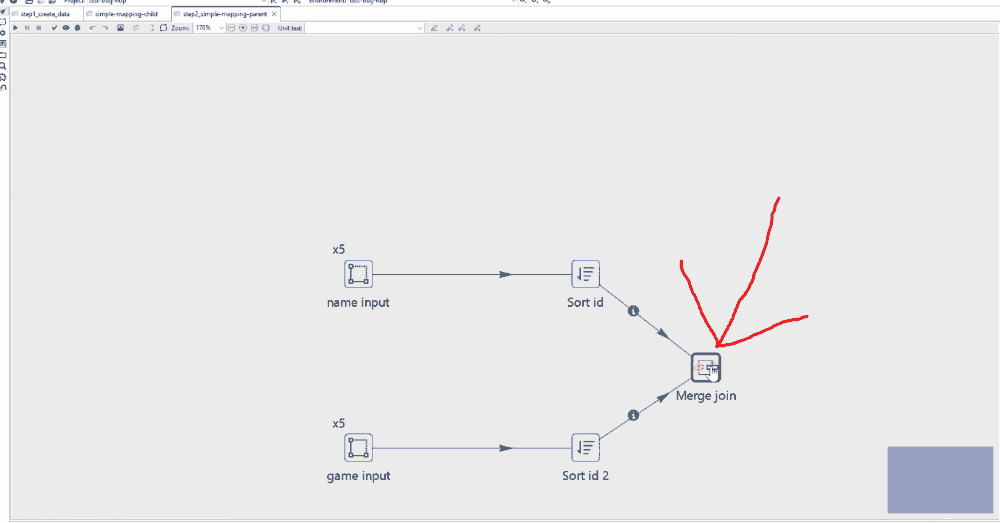 Project: test-bug-hop Environment: test-bug-hop
step1_create_data simple-mapping-child step2_simple-mapping-parent
Zoom: 170% Unit test:
x5
name input Sort id
Merge join
x5
game input Sort id 2